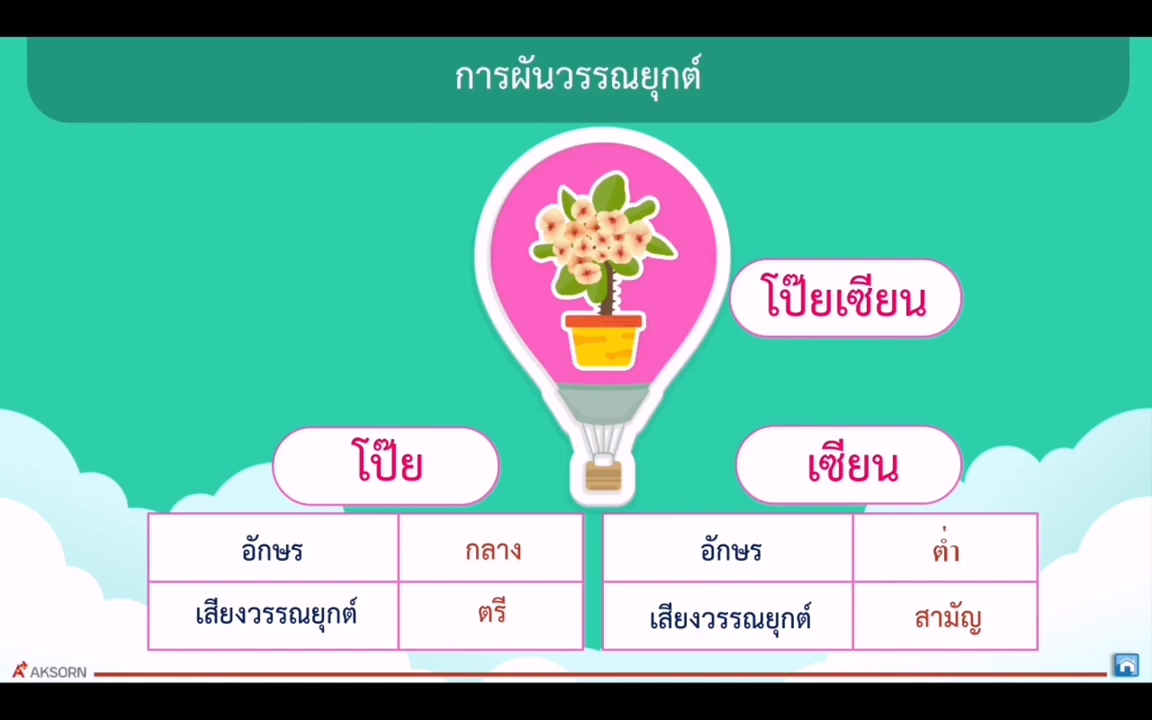 การผันวรรณยุกต์
โป๊ยเซียน
โป๊ย
เซียน
อักษร กลาง
เสียงวรรณยุกต์ ตรี
อักษร ต่ำ
เสียงวรรณยุกต์ สามัญ
AKSORN